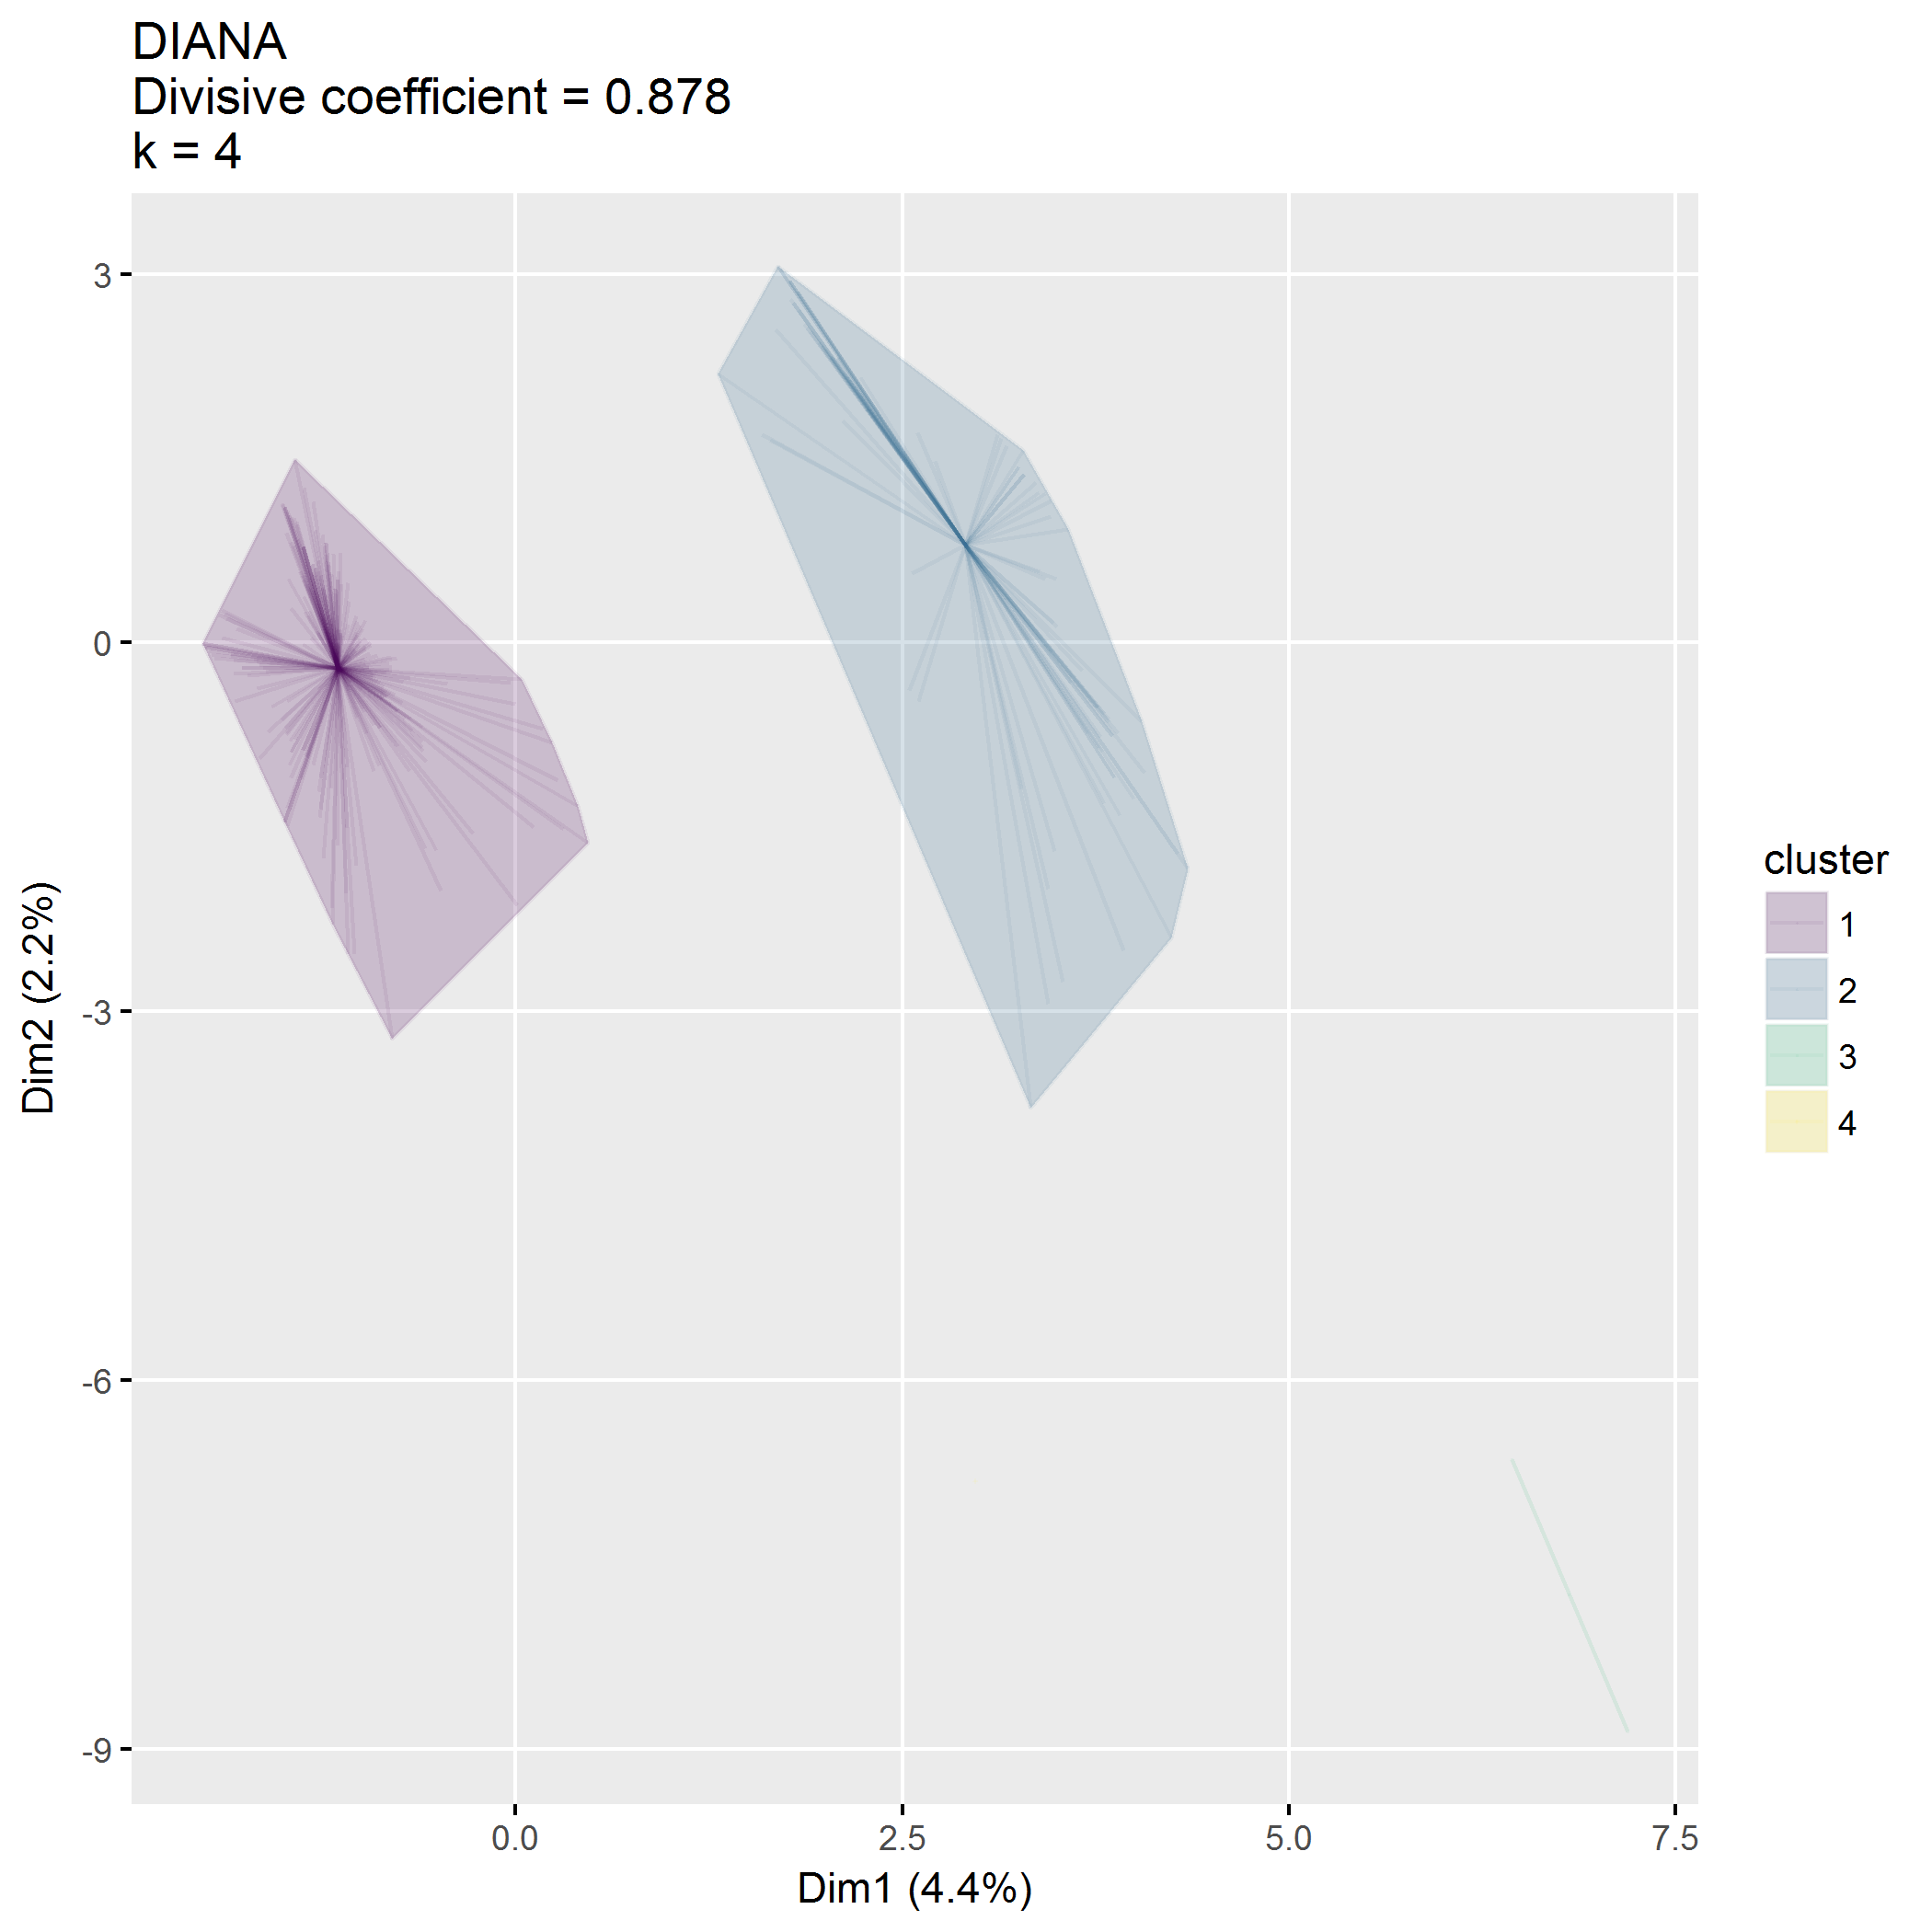 DIANA
Divisive coefficient = 0.878
k = 4
3
0
-3
-6
-9
Dim2 (2.2%)
0.0
2.5
5.0
7.5
Dim1 (4.4%)
cluster
1
2
3
4